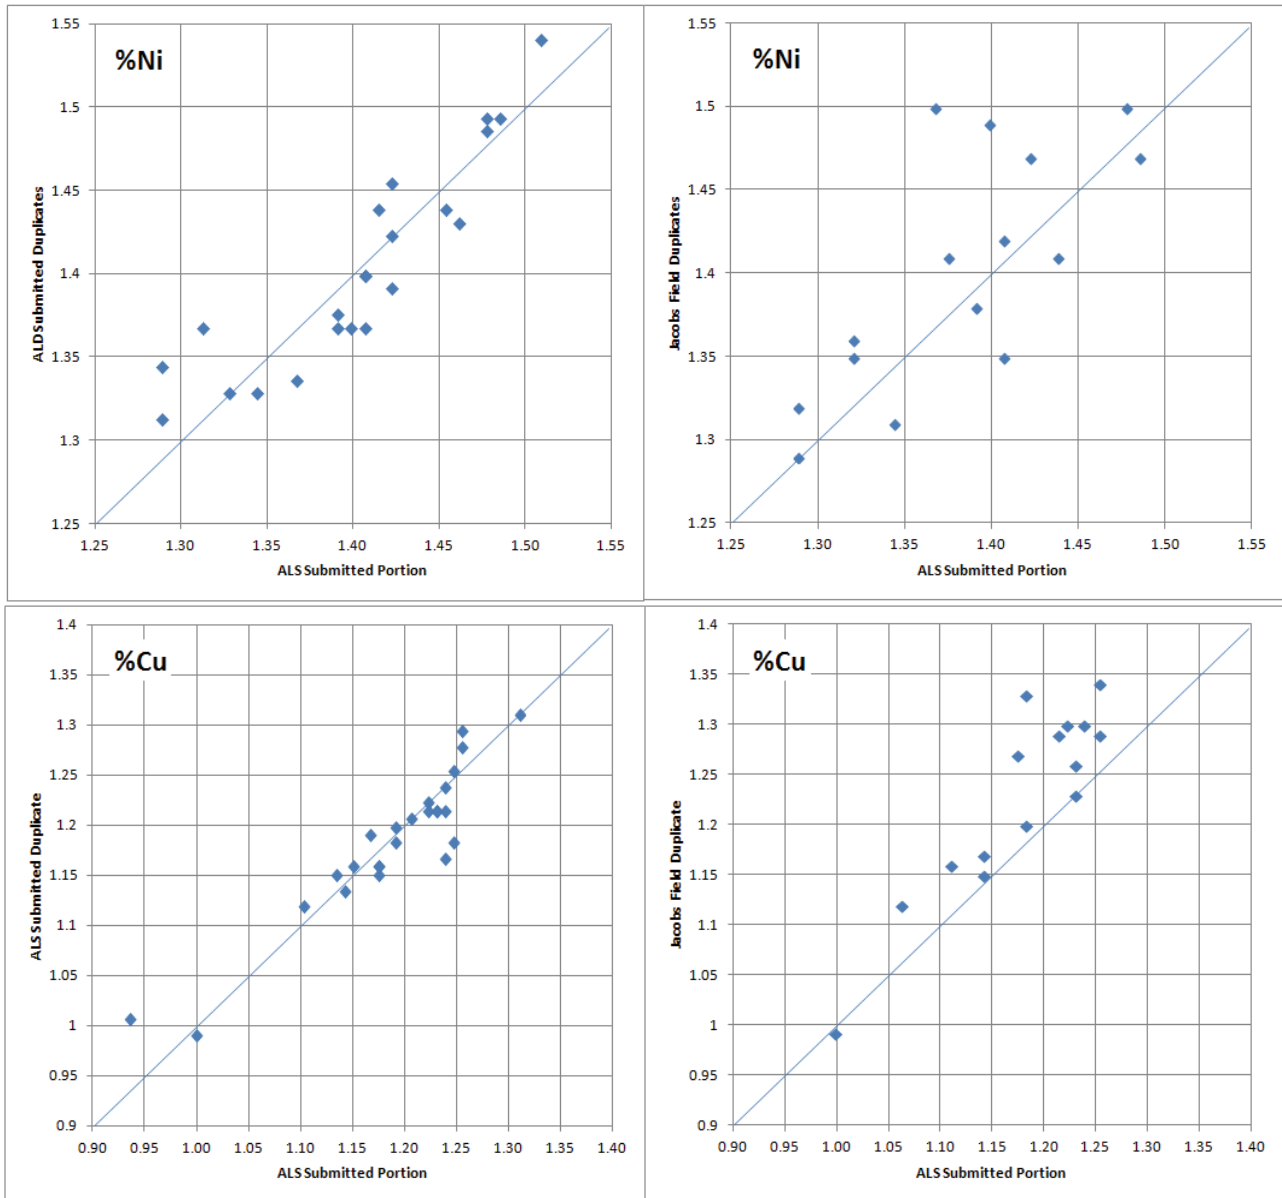 %Ni
1.55
1.5
1.45
1.4
1.35
1.3
1.25
ALD Submitted Duplicates
1.25 1.30 1.35 1.40 1.45 1.50 1.55
ALS Submitted Portion
%Ni
1.55
1.5
1.45
1.4
1.35
1.3
1.25
Jacobs Field Duplicates
1.25 1.30 1.35 1.40 1.45 1.50 1.55
ALS Submitted Portion
%Cu
1.4
1.35
1.3
1.25
1.2
1.15
1.1
1.05
1
0.95
0.9
ALS Submitted Duplicate
0.90 0.95 1.00 1.05 1.10 1.15 1.20 1.25 1.30 1.35 1.40
ALS Submitted Portion
%Cu
1.4
1.35
1.3
1.25
1.2
1.15
1.1
1.05
1
0.95
0.9
Jacobs Field Duplicate
0.90 0.95 1.00 1.05 1.10 1.15 1.20 1.25 1.30 1.35 1.40
ALS Submitted Portion